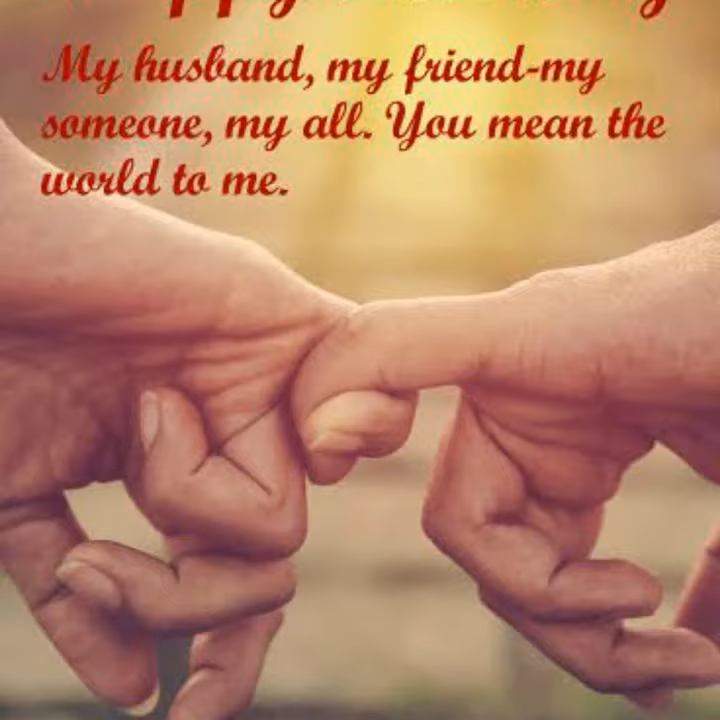 My husband, my friend-my
someone, my all. You mean the
world to me.